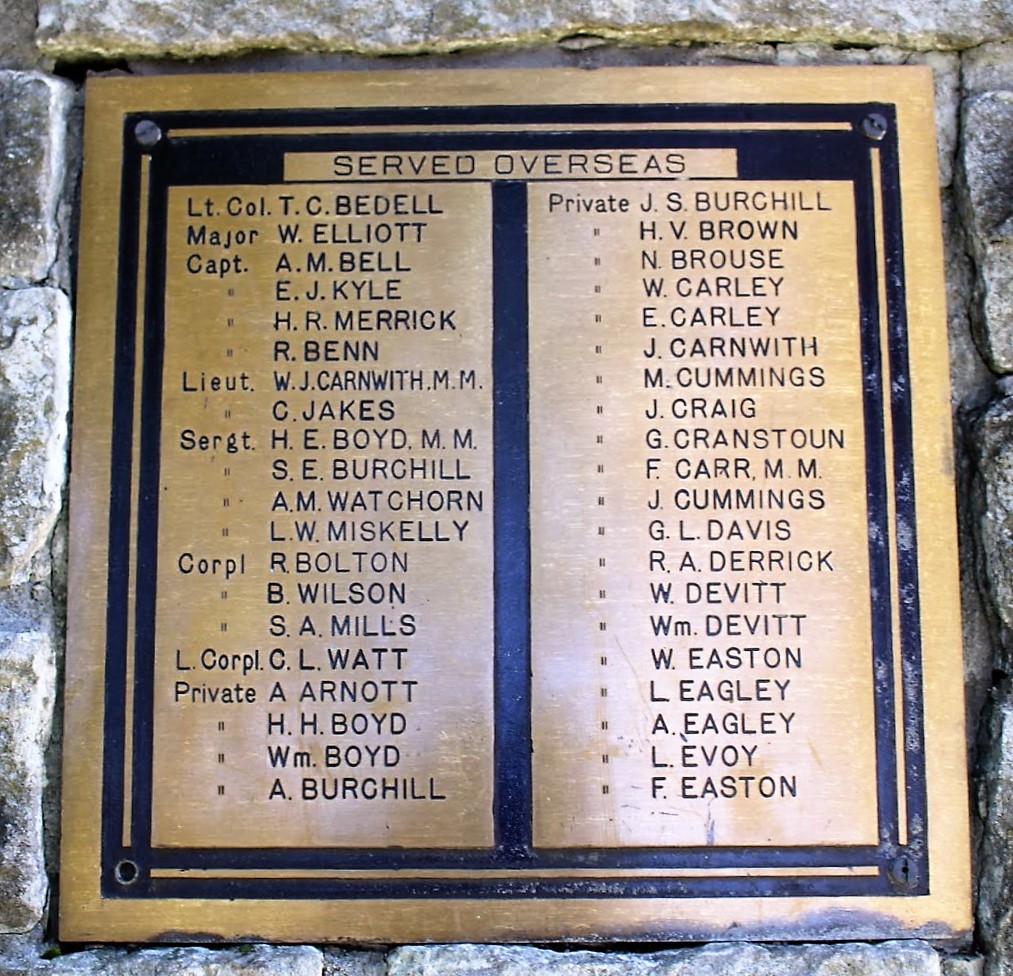 SERVED OVERSEAS
Lt. Col. T. C. BEDELL
Major W. ELLIOTT
Capt. A. M. BELL
" E. J. KYLE
" H. R. MERRICK
" R. BENN
Lieut. W. J. CARNWITH. M. M.
" C. JAKES
Sergt. H. E. BOYD, M. M.
" S. E. BURCHILL
" A. M. WATCHORN
" L. W. MISKELLY
Corpl R. BOLTON
" B. WILSON
" S. A. MILLS
L. Corpl. C. L. WATT
Private A ARNOTT
" H. H. BOYD
" Wm. BOYD
" A. BURCHILL
Private J. S. BURCHILL
" H. V. BROWN
" N. BROUSE
" W. CARLEY
" E. CARLEY
" J. CARNWITH
" M. CUMMINGS
" J. CRAIG
" G. CRANSTOUN
" F. CARR, M. M.
" J. CUMMINGS
" G. L. DAVIS
" R. A. DERRICK
" W. DEVITT
" Wm. DEVITT
" W. EASTON
" L EAGLEY
" A. EAGLEY
" L. EVOY
" F. EASTON